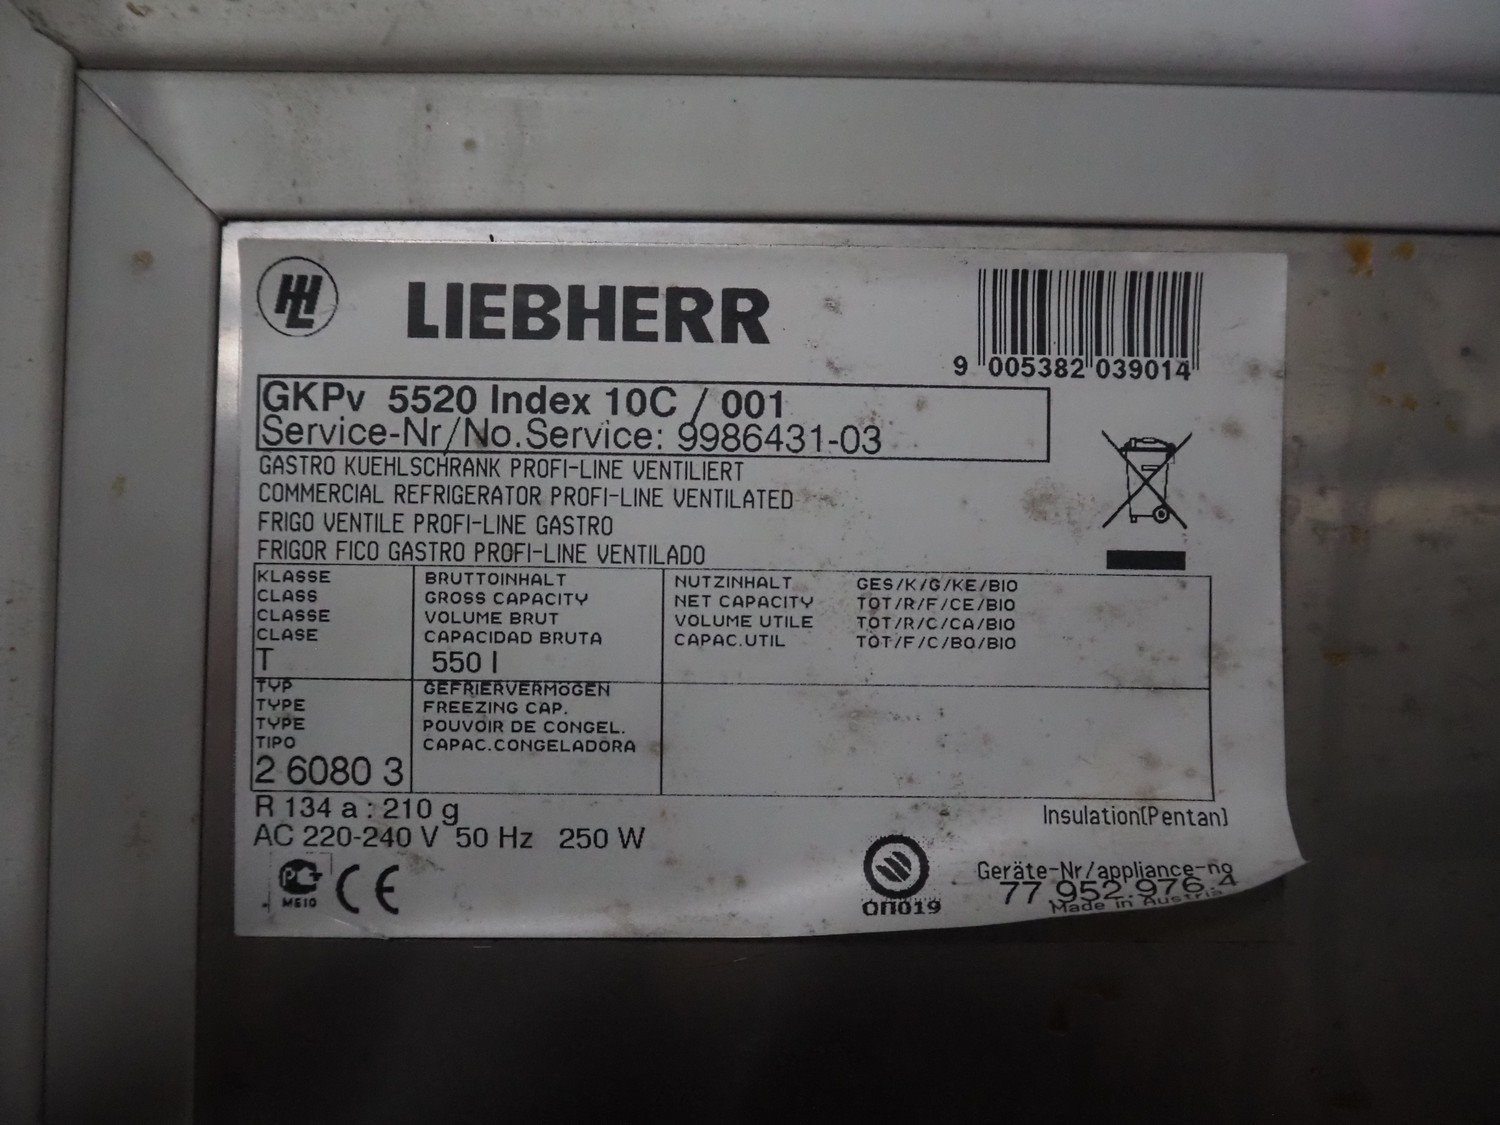 LIEBHERR
9 005382 039014
GKPv 5520 Index 10C / 001
Service-Nr/No.Service: 9986431-03
GASTRO KUEHLSCHRANK PROFI-LINE VENTILIERT
COMMERCIAL REFRIGERATOR PROFI-LINE VENTILATED
FRIGO VENTILE PROFI-LINE GASTRO
FRIGOR FICO GASTRO PROFI-LINE VENTILADO
KLASSE
CLASS
CLASSE
CLASE
T
BRUTTOINHALT
GROSS CAPACITY
VOLUME BRUT
CAPACIDAD BRUTA
550 l
NUTZINHALT GES/K/G/KE/BIO
NET CAPACITY TOT/R/F/CE/BIO
VOLUME UTILE TOT/R/C/CA/BIO
CAPAC.UTIL TOT/F/C/BO/BIO
TYP
TYPE
TYPE
TIPO
2 6080 3
GEFRIERVERMÖGEN
FREEZING CAP.
POUVOIR DE CONGEL.
CAPAC.CONGELADORA
R 134 a : 210 g
AC 220-240 V 50 Hz 250 W
Insulation(Pentan)
ME10
CE
ОП019
Geräte-Nr/appliance-no
77.952.976.4
Made in Austria